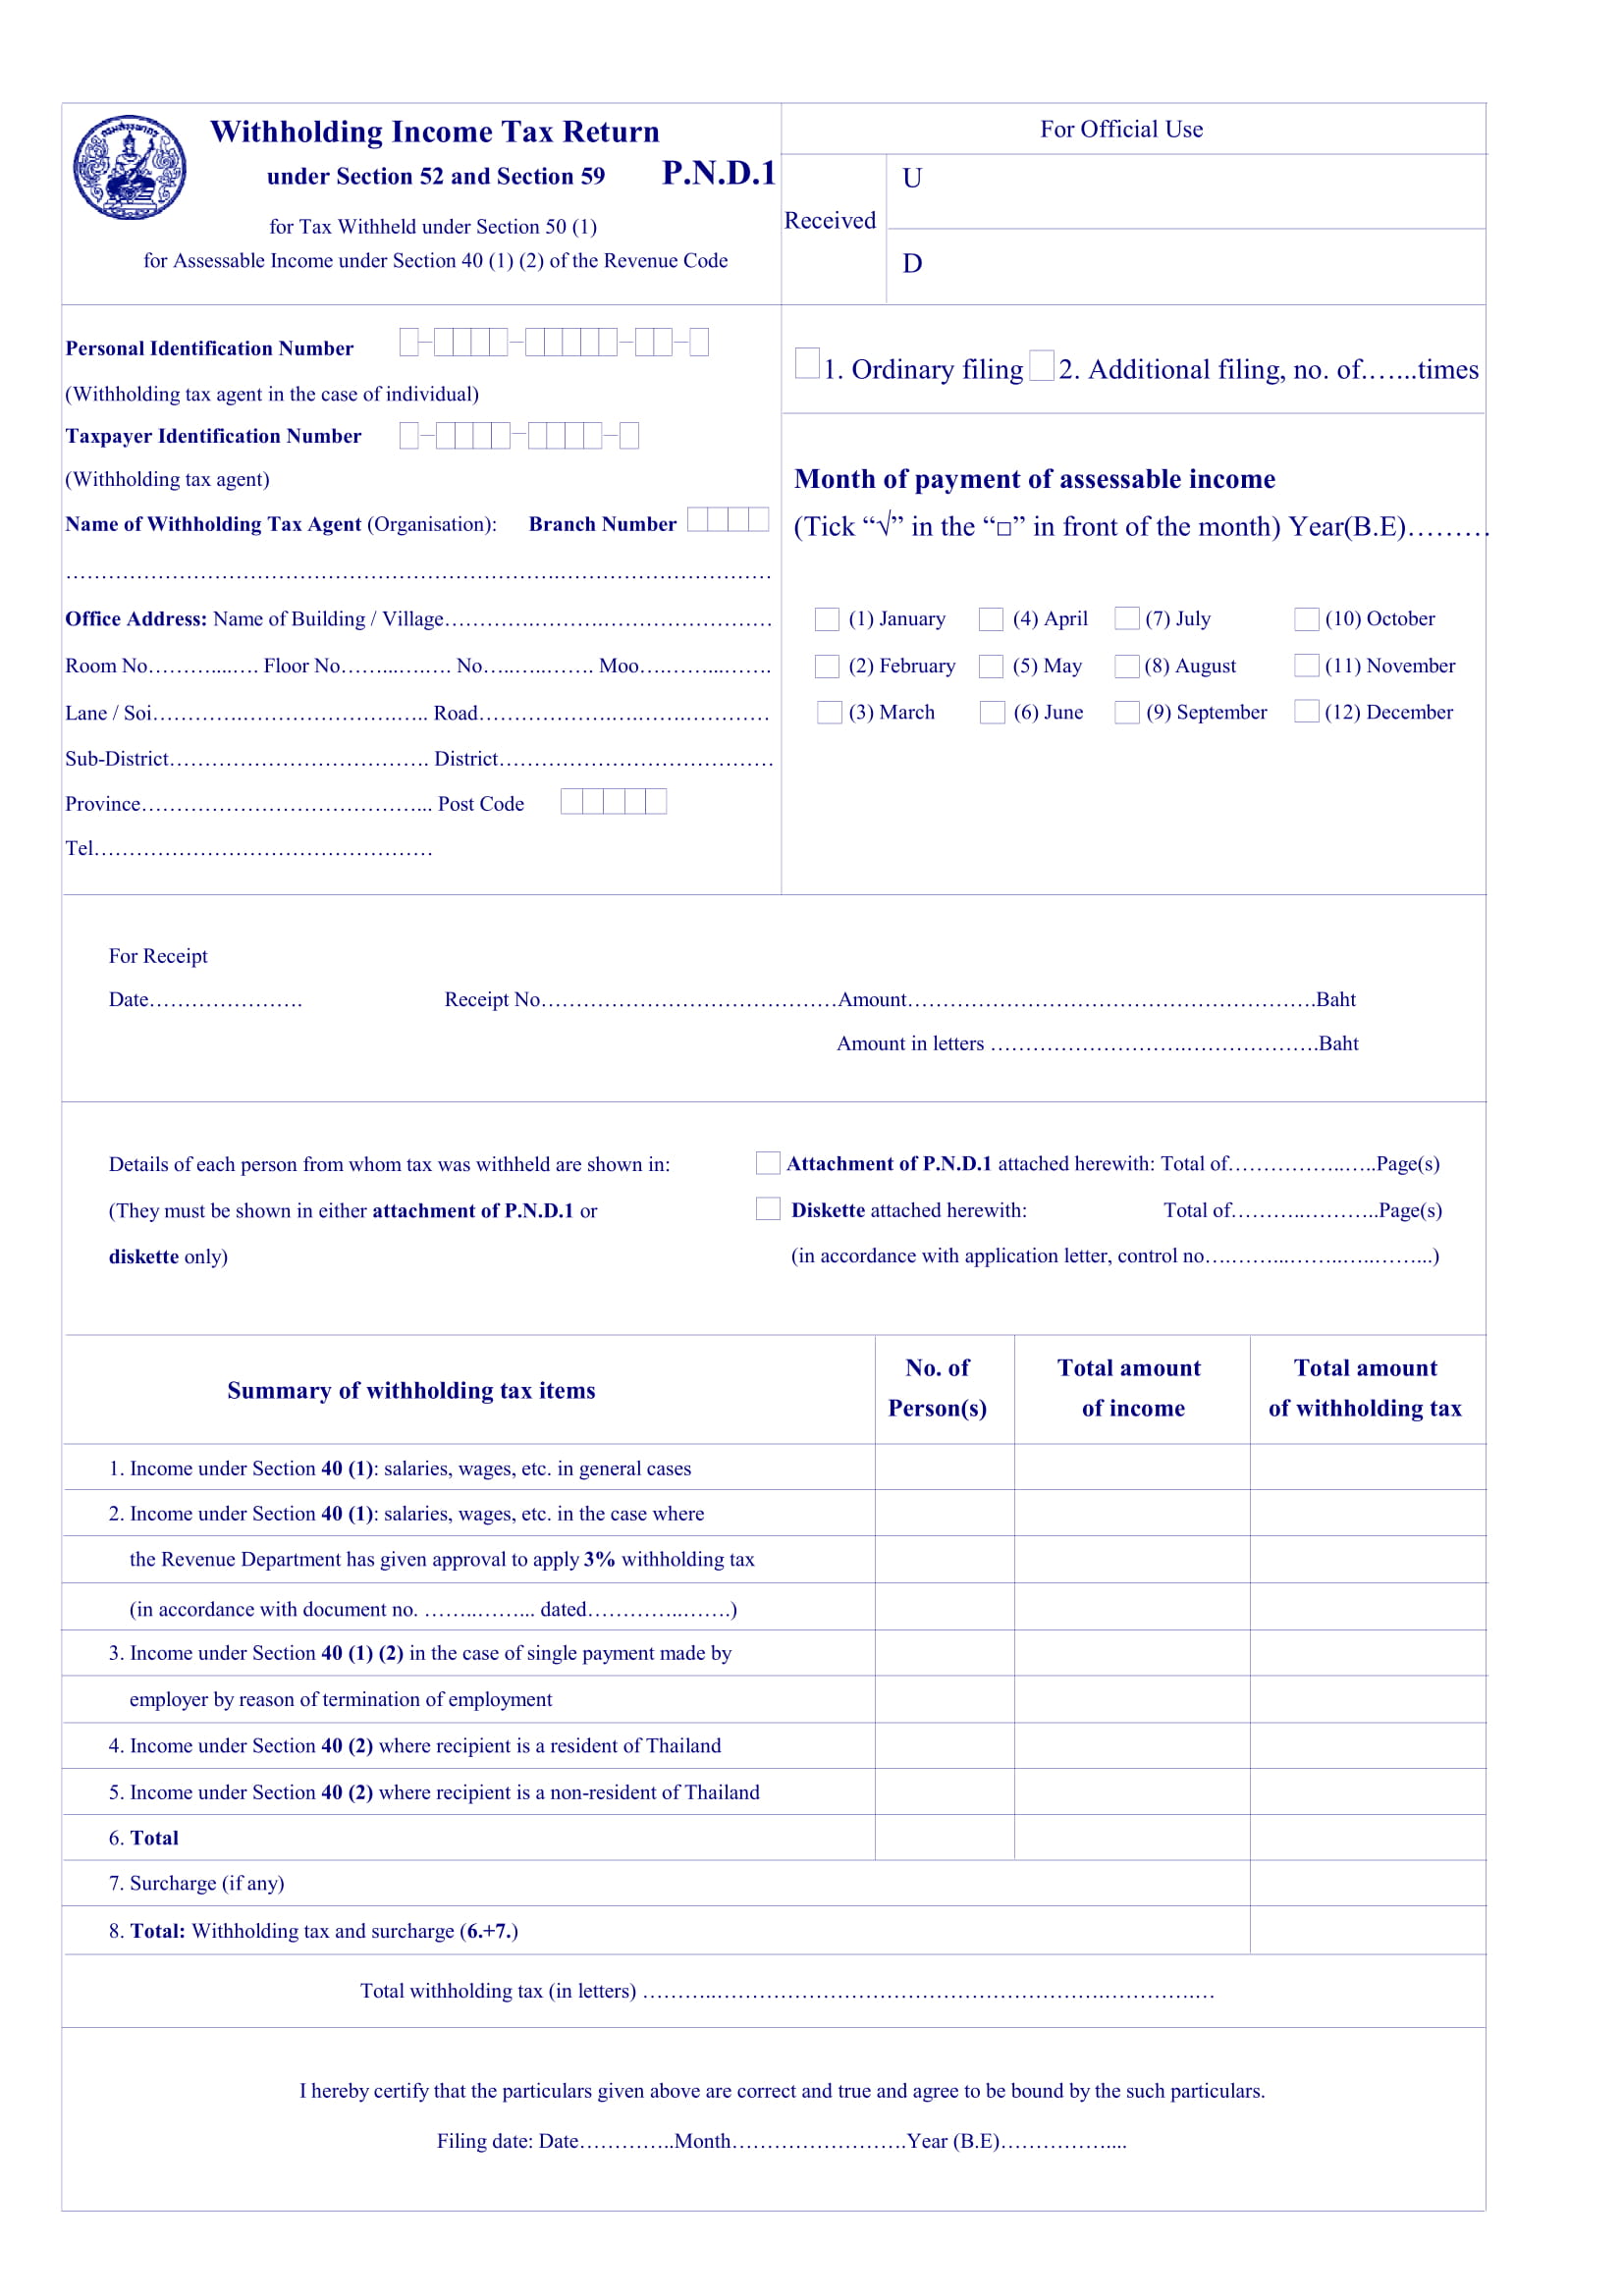 กรมสรรพากร
Withholding Income Tax Return
under Section 52 and Section 59
P.N.D.1
for Tax Withheld under Section 50 (1)
for Assessable Income under Section 40 (1) (2) of the Revenue Code
For Official Use
Received
U
D
Personal Identification Number
(Withholding tax agent in the case of individual)
Taxpayer Identification Number
(Withholding tax agent)
Name of Withholding Tax Agent (Organisation): Branch Number
……………………………………………………………….…………………………
Office Address: Name of Building / Village………….……….……………………
Room No………....…. Floor No……...….…. No…..…..……. Moo….……...…….
Lane / Soi………….………………….….. Road……………….…..…….…………
Sub-District………………………………. District…………………………………
Province…………………………………... Post Code
Tel…………………………………………
1. Ordinary filing 2. Additional filing, no. of.…...times
Month of payment of assessable income
(Tick “√” in the “□” in front of the month) Year(B.E)………
(1) January (4) April (7) July (10) October
(2) February (5) May (8) August (11) November
(3) March (6) June (9) September (12) December
For Receipt
Date…………………. Receipt No……………………………………Amount………………………………………………….Baht
Amount in letters ……………………….……………….Baht
Details of each person from whom tax was withheld are shown in:
(They must be shown in either attachment of P.N.D.1 or
diskette only)
Attachment of P.N.D.1 attached herewith: Total of……………..…..Page(s)
Diskette attached herewith: Total of………..………..Page(s)
(in accordance with application letter, control no….……...……..…..……...)
Summary of withholding tax items
No. of
Person(s)
Total amount
of income
Total amount
of withholding tax
1. Income under Section 40 (1): salaries, wages, etc. in general cases
2. Income under Section 40 (1): salaries, wages, etc. in the case where
the Revenue Department has given approval to apply 3% withholding tax
(in accordance with document no. ……..……... dated…………..…….)
3. Income under Section 40 (1) (2) in the case of single payment made by
employer by reason of termination of employment
4. Income under Section 40 (2) where recipient is a resident of Thailand
5. Income under Section 40 (2) where recipient is a non-resident of Thailand
6. Total
7. Surcharge (if any)
8. Total: Withholding tax and surcharge (6.+7.)
Total withholding tax (in letters) ………..……………………………………………….………….…
I hereby certify that the particulars given above are correct and true and agree to be bound by the such particulars.
Filing date: Date…………..Month…………………….Year (B.E)……………....